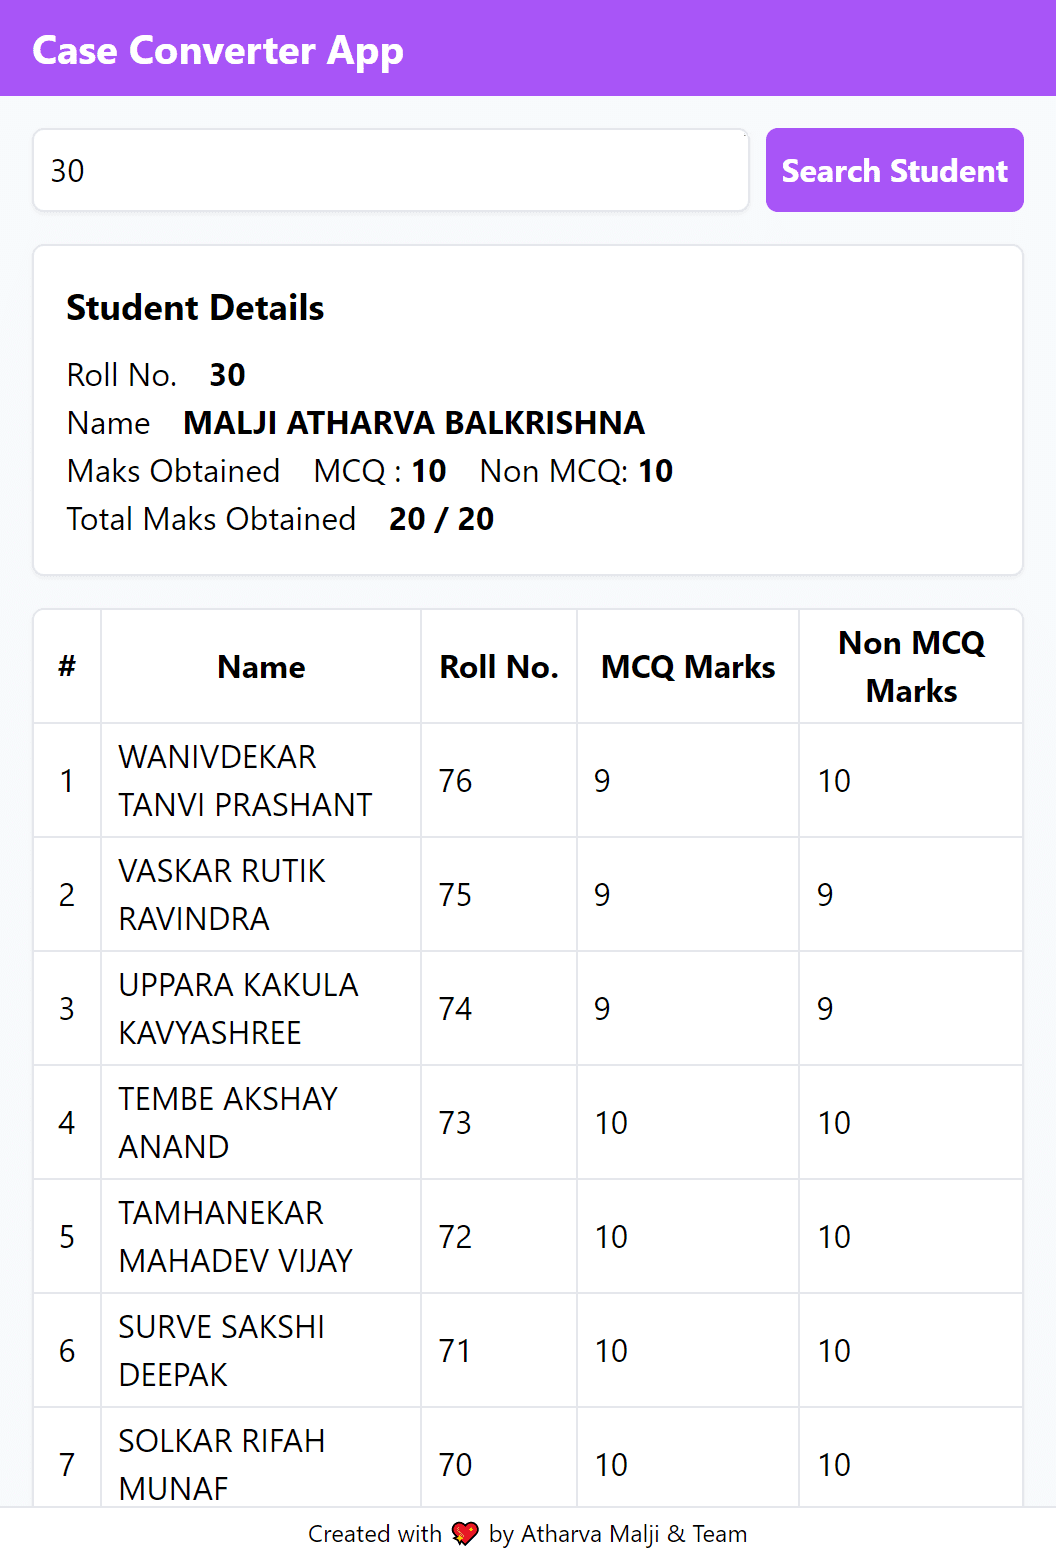 Case Converter App
30
Search Student
Student Details
Roll No. 30
Name MALJI ATHARVA BALKRISHNA
Maks Obtained MCQ : 10 Non MCQ: 10
Total Maks Obtained 20 / 20
# Name Roll No. MCQ Marks Non MCQ Marks
1 WANIVDEKAR TANVI PRASHANT 76 9 10
2 VASKAR RUTIK RAVINDRA 75 9 9
3 UPPARA KAKULA KAVYASHREE 74 9 9
4 TEMBE AKSHAY ANAND 73 10 10
5 TAMHANEKAR MAHADEV VIJAY 72 10 10
6 SURVE SAKSHI DEEPAK 71 10 10
7 SOLKAR RIFAH MUNAF 70 10 10
Created with 💖 by Atharva Malji & Team